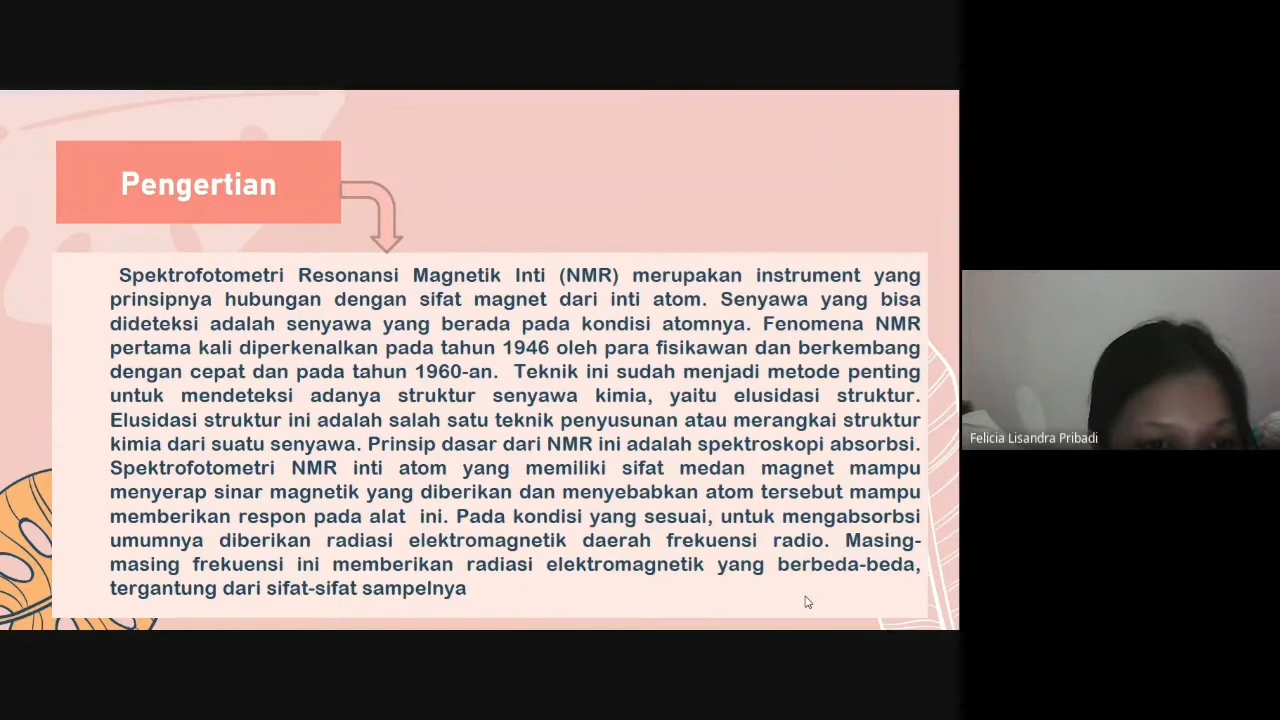 Pengertian
Spektrofotometri Resonansi Magnetik Inti (NMR) merupakan instrument yang
prinsipnya hubungan dengan sifat magnet dari inti atom. Senyawa yang bisa
dideteksi adalah senyawa yang berada pada kondisi atomnya. Fenomena NMR
pertama kali diperkenalkan pada tahun 1946 oleh para fisikawan dan berkembang
dengan cepat dan pada tahun 1960-an. Teknik ini sudah menjadi metode penting
untuk mendeteksi adanya struktur senyawa kimia, yaitu elusidasi struktur.
Elusidasi struktur ini adalah salah satu teknik penyusunan atau merangkai struktur
kimia dari suatu senyawa. Prinsip dasar dari NMR ini adalah spektroskopi absorbsi.
Spektrofotometri NMR inti atom yang memiliki sifat medan magnet mampu
menyerap sinar magnetik yang diberikan dan menyebabkan atom tersebut mampu
memberikan respon pada alat ini. Pada kondisi yang sesuai, untuk mengabsorbsi
umumnya diberikan radiasi elektromagnetik daerah frekuensi radio. Masing-
masing frekuensi ini memberikan radiasi elektromagnetik yang berbeda-beda,
tergantung dari sifat-sifat sampelnya
Felicia Lisandra Pribadi